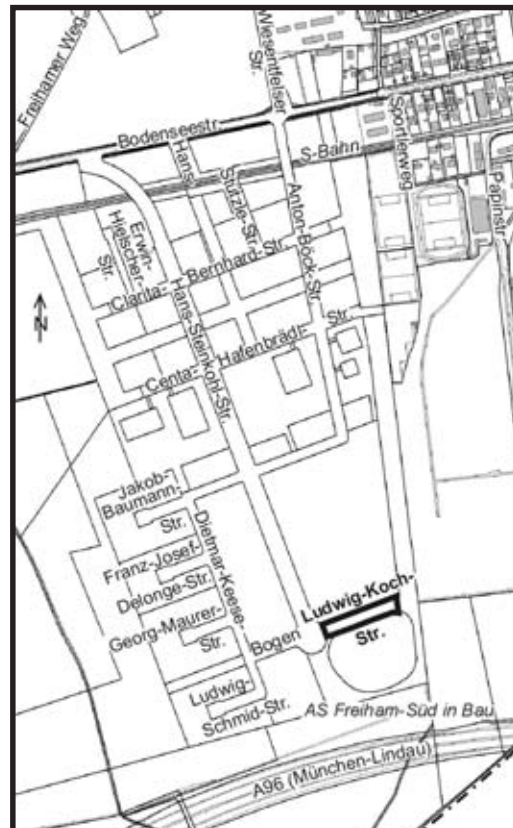 Freihamer Weg
Wiesentfelser
Str.
Bodenseestr.
S-Bahn
Sportlerweg
Papinstr.
Hans-
Stützle-Str.
Anton-Böck-Str.
Erwin-
Hielscher-
Str.
Clarita-
Bernhard-Str.
Hans-Steinkohl-Str.
N
Centa-
Hafenbrädl-
Str.
Jakob-
Baumann-
Str.
Franz-Josef-
Delonge-Str.
Dietmar-Keese-
Bogen
Georg-Maurer-
Str.
Ludwig-
Schmid-Str.
Ludwig-Koch-
Str.
AS Freiham-Süd in Bau
A96 (München-Lindau)